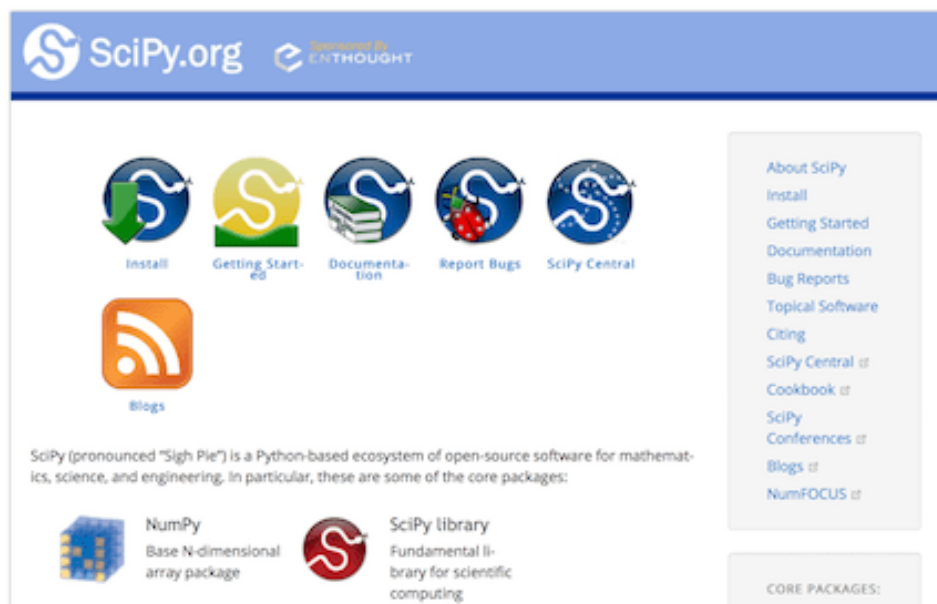 SciPy.org
Sponsored By
ENTHOUGHT
Install
Getting Start-
ed
Documenta-
tion
Report Bugs
SciPy Central
Blogs
SciPy (pronounced "Sigh Pie") is a Python-based ecosystem of open-source software for mathemat-
ics, science, and engineering. In particular, these are some of the core packages:
NumPy
Base N-dimensional
array package
SciPy library
Fundamental li-
brary for scientific
computing
About SciPy
Install
Getting Started
Documentation
Bug Reports
Topical Software
Citing
SciPy Central
Cookbook
SciPy
Conferences
Blogs
NumFOCUS
CORE PACKAGES: